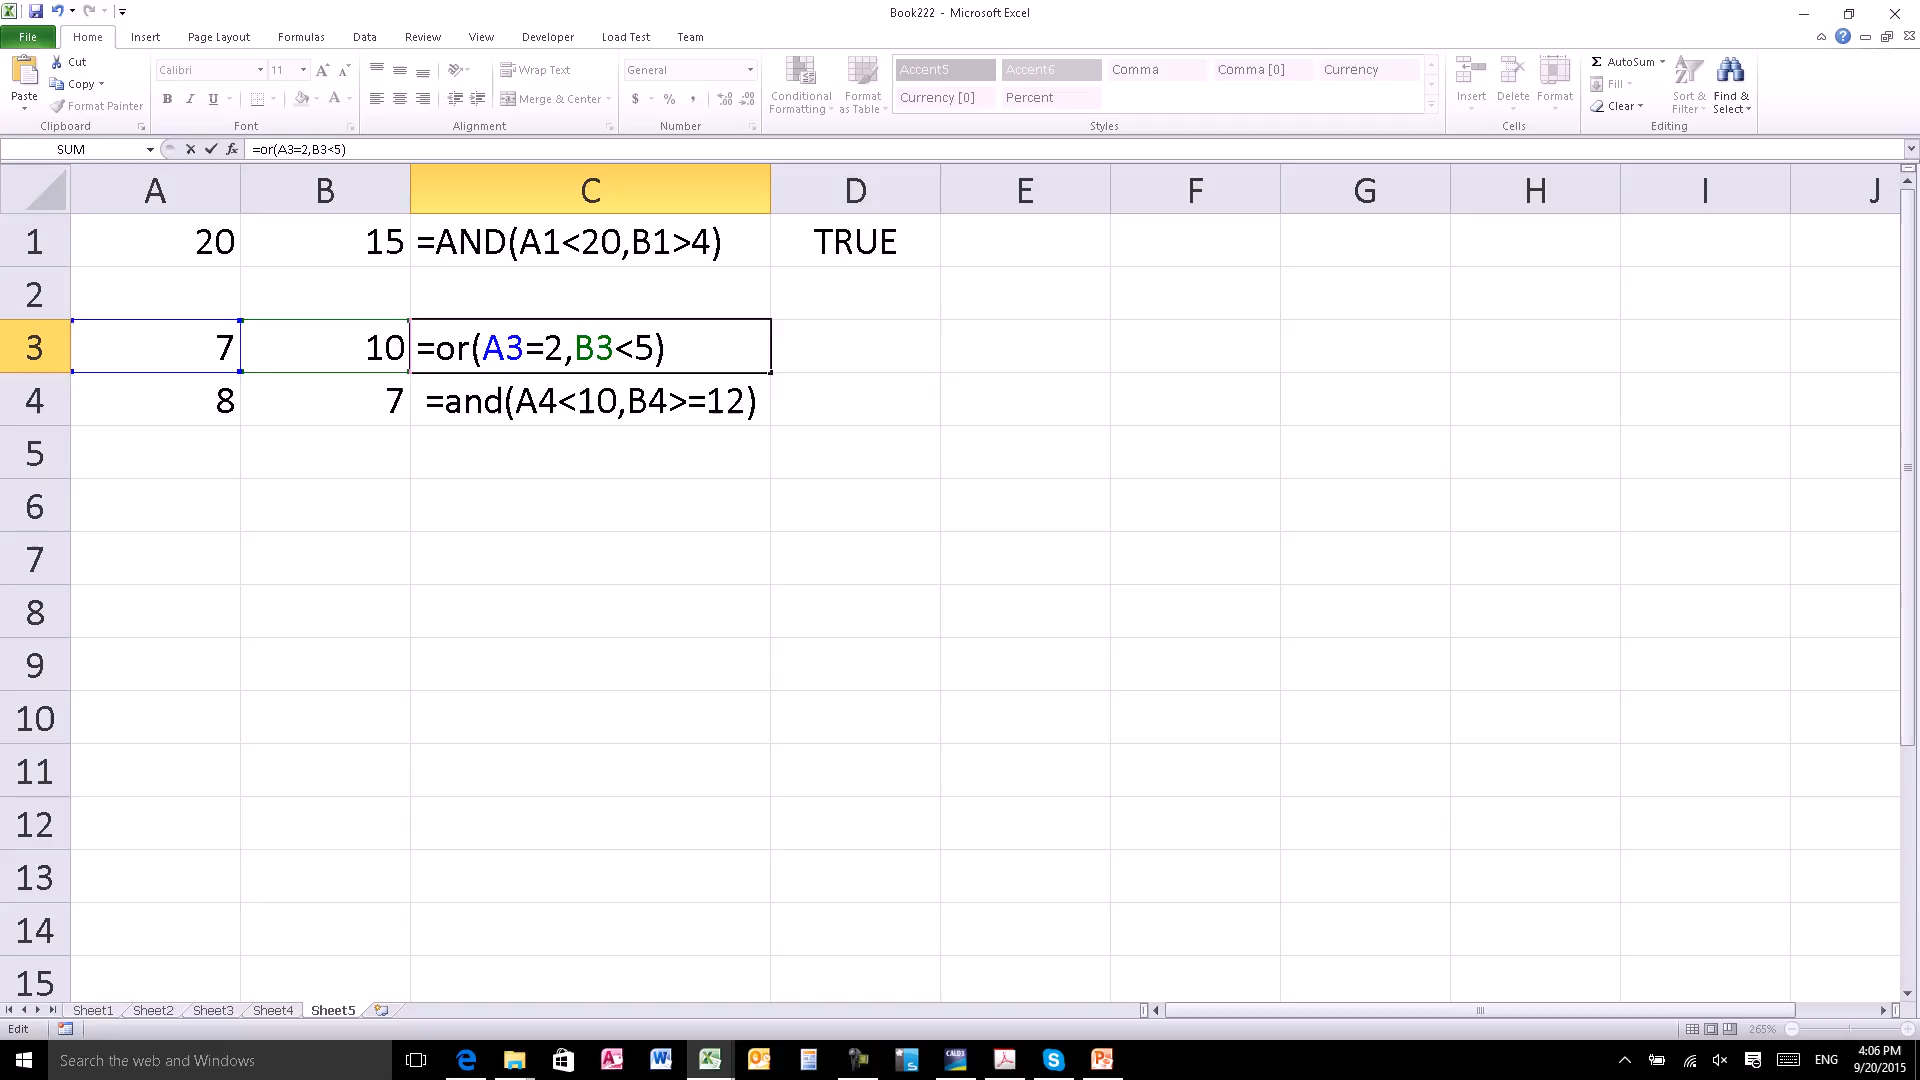 Book222 - Microsoft Excel
File Home Insert Page Layout Formulas Data Review View Developer Load Test Team
Paste
Cut
Copy
Format Painter
Clipboard
Calibri 11
B I U
Font
Wrap Text
Merge & Center
Alignment
General
$ % ,
Number
Conditional Formatting
Format as Table
Accent5 Accent6 Comma Comma [0] Currency
Currency [0] Percent
Styles
Insert Delete Format
Cells
AutoSum
Fill
Clear
Sort & Filter
Find & Select
Editing
SUM =or(A3=2,B3<5)
A B C D E F G H I J
1 20 15 =AND(A1<20,B1>4) TRUE
2
3 7 10 =or(A3=2,B3<5)
4 8 7 =and(A4<10,B4>=12)
5
6
7
8
9
10
11
12
13
14
15
Sheet1 Sheet2 Sheet3 Sheet4 Sheet5
Edit 265%
Search the web and Windows
CALD3
ENG
4:06 PM
9/20/2015